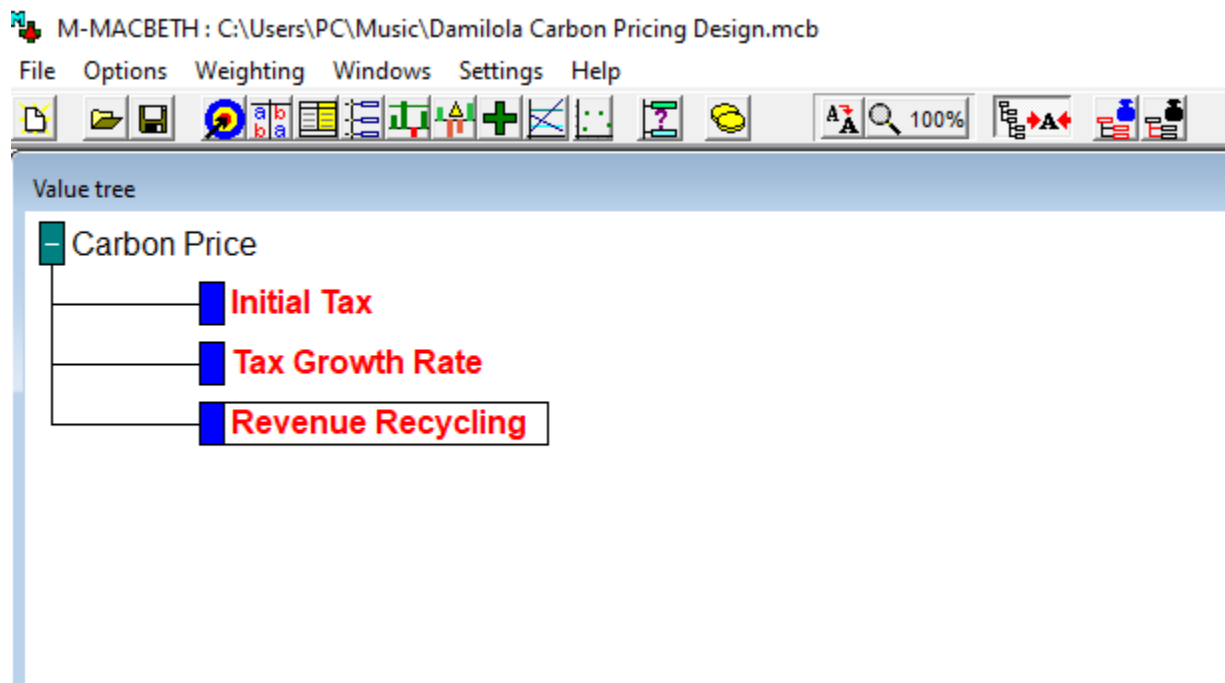 M-MACBETH : C:\Users\PC\Music\Damilola Carbon Pricing Design.mcb
File Options Weighting Windows Settings Help
a b
b a
?
A A 100% A
Value tree
Carbon Price
Initial Tax
Tax Growth Rate
Revenue Recycling